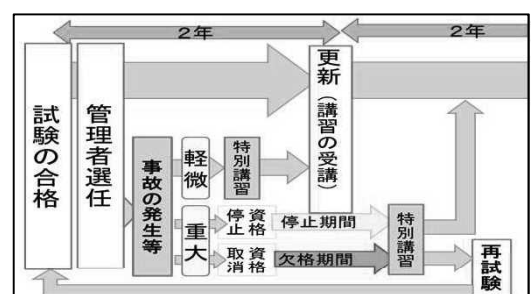 2年
2年
試験の合格
管理者選任
事故の発生等
軽微
特別講習
更新(講習の受講)
重大
資格停止
停止期間
資格取消
欠格期間
特別講習
再試験